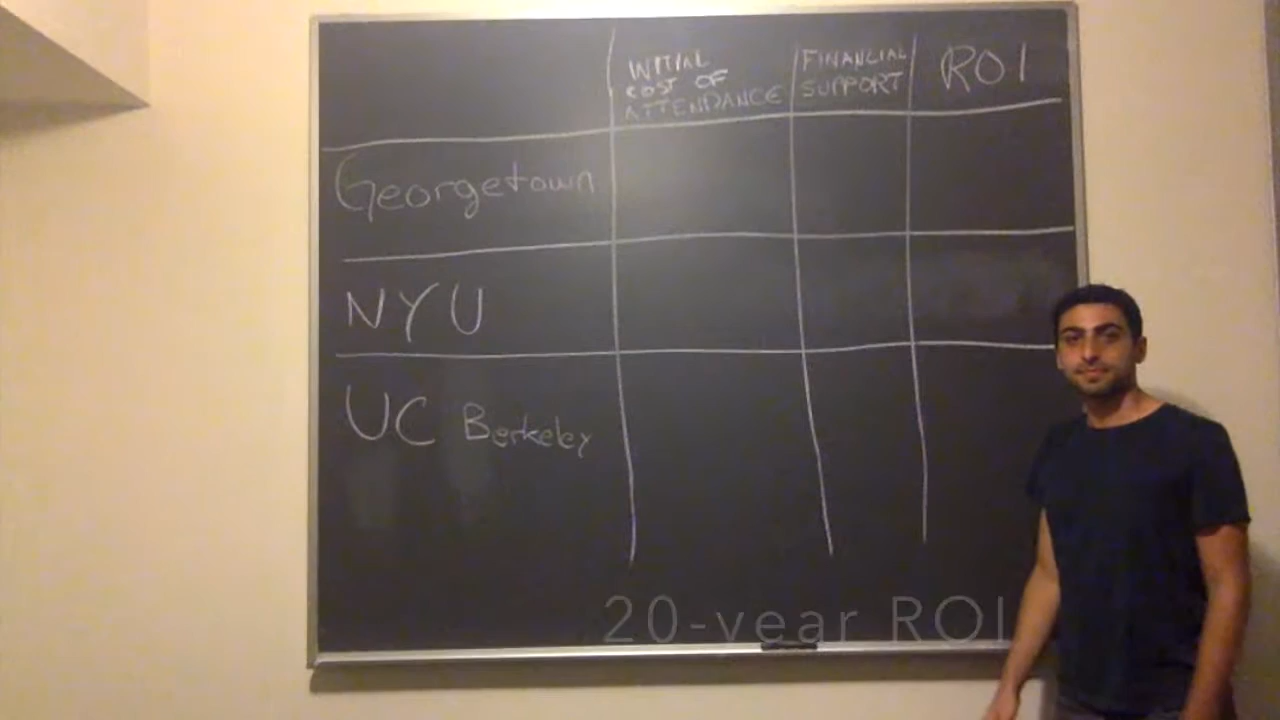 INITIAL
COST OF
ATTENDANCE
FINANCIAL
SUPPORT
ROI
Georgetown
NYU
UC Berkeley
20-year ROI